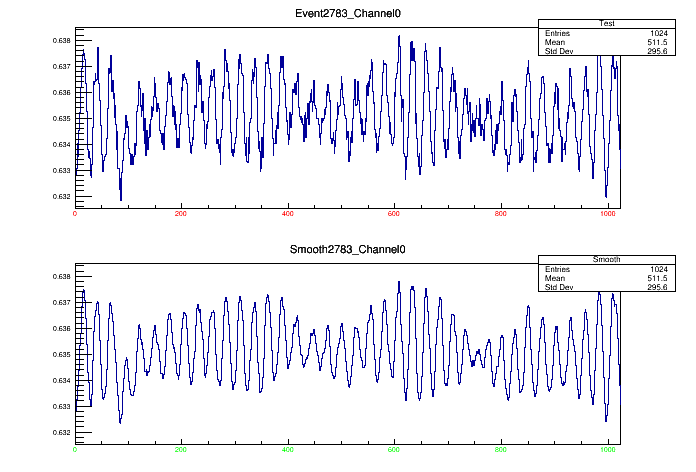 Event2783_Channel0
Test
Entries 1024
Mean 511.5
Std Dev 295.6
0.638
0.637
0.636
0.635
0.634
0.633
0.632
0 200 400 600 800 1000
Smooth2783_Channel0
Smooth
Entries 1024
Mean 511.5
Std Dev 295.6
0.638
0.637
0.636
0.635
0.634
0.633
0.632
0 200 400 600 800 1000